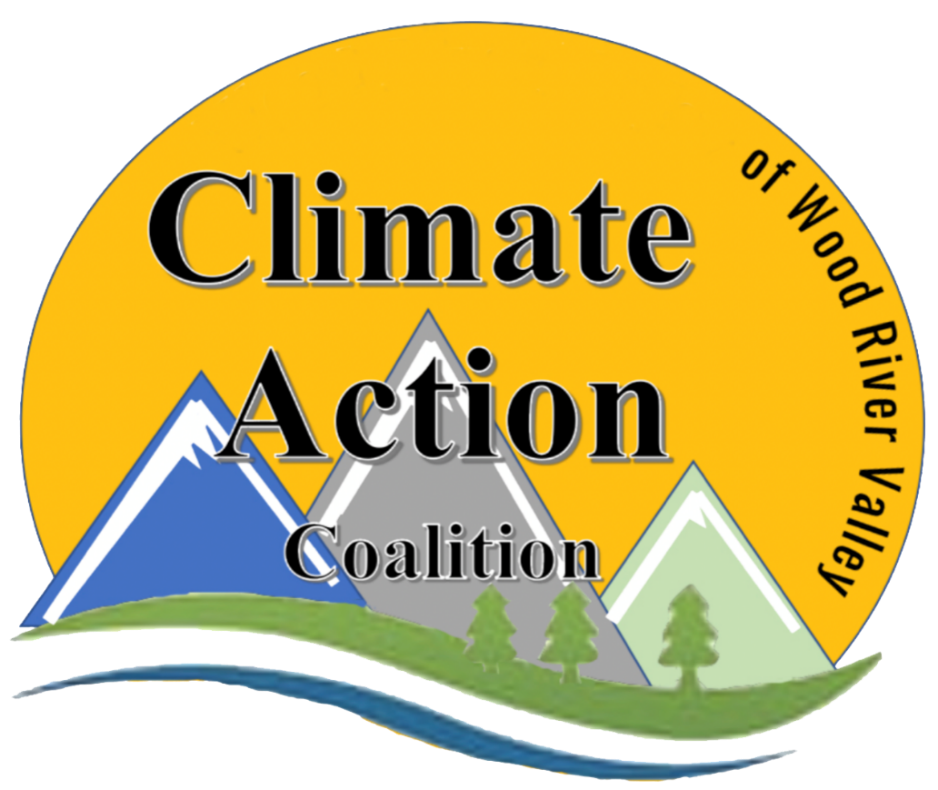 Climate
Action
Coalition
of Wood River Valley